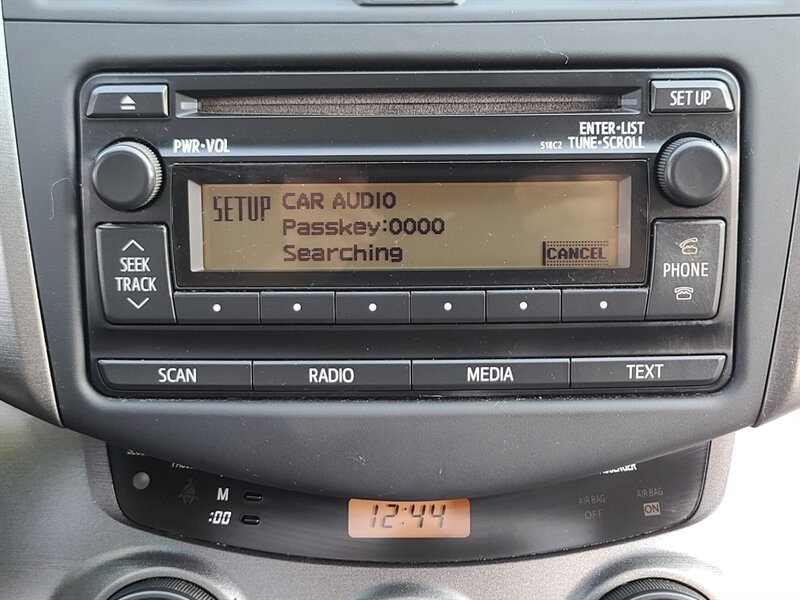 SET UP
PWR•VOL
ENTER•LIST
518C2 TUNE•SCROLL
SETUP CAR AUDIO
Passkey:0000
Searching
CANCEL
SEEK
TRACK
PHONE
SCAN RADIO MEDIA TEXT
M
:00
12:44
AIR BAG
OFF
AIR BAG
ON